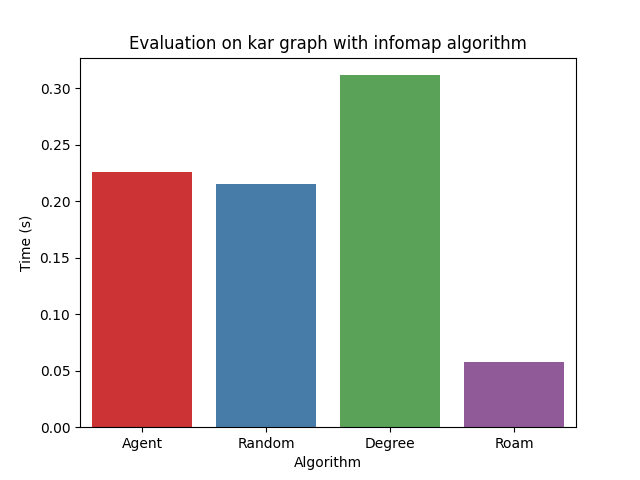 Evaluation on kar graph with infomap algorithm
0.30
0.25
0.20
0.15
0.10
0.05
0.00
Time (s)
Agent Random Degree Roam
Algorithm